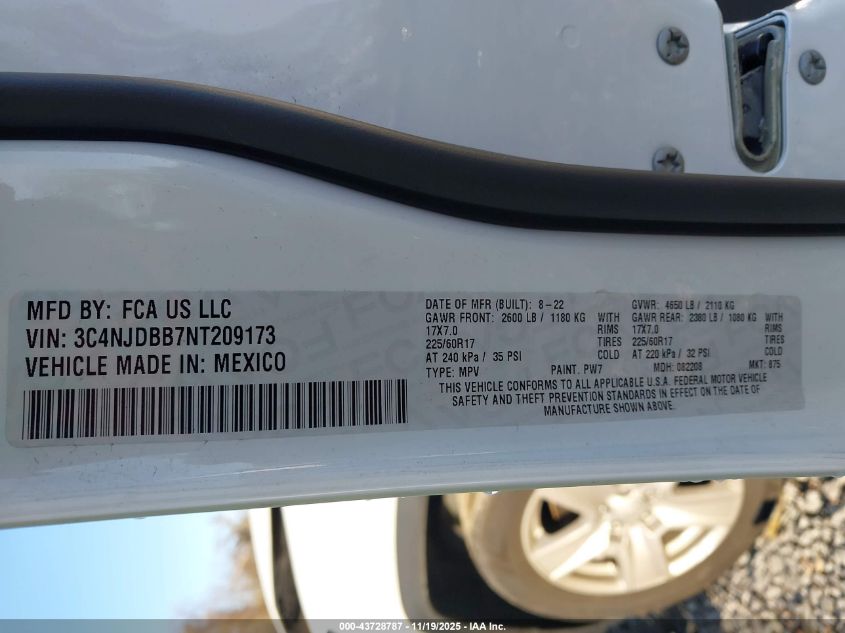 MFD BY: FCA US LLC
VIN: 3C4NJDBB7NT209173
VEHICLE MADE IN: MEXICO
DATE OF MFR (BUILT): 8-22 GVWR: 4650 LB / 2110 KG
GAWR FRONT: 2600 LB / 1180 KG WITH GAWR REAR: 2380 LB / 1080 KG WITH
17X7.0 RIMS 17X7.0 RIMS
225/60R17 TIRES 225/60R17 TIRES
AT 240 kPa / 35 PSI COLD AT 220 kPa / 32 PSI COLD
TYPE: MPV PAINT: PW7 MDH: 082208 MKT: 875
THIS VEHICLE CONFORMS TO ALL APPLICABLE U.S.A. FEDERAL MOTOR VEHICLE
SAFETY AND THEFT PREVENTION STANDARDS IN EFFECT ON THE DATE OF
MANUFACTURE SHOWN ABOVE.
000-43728787 - 11/19/2025 - IAA Inc.